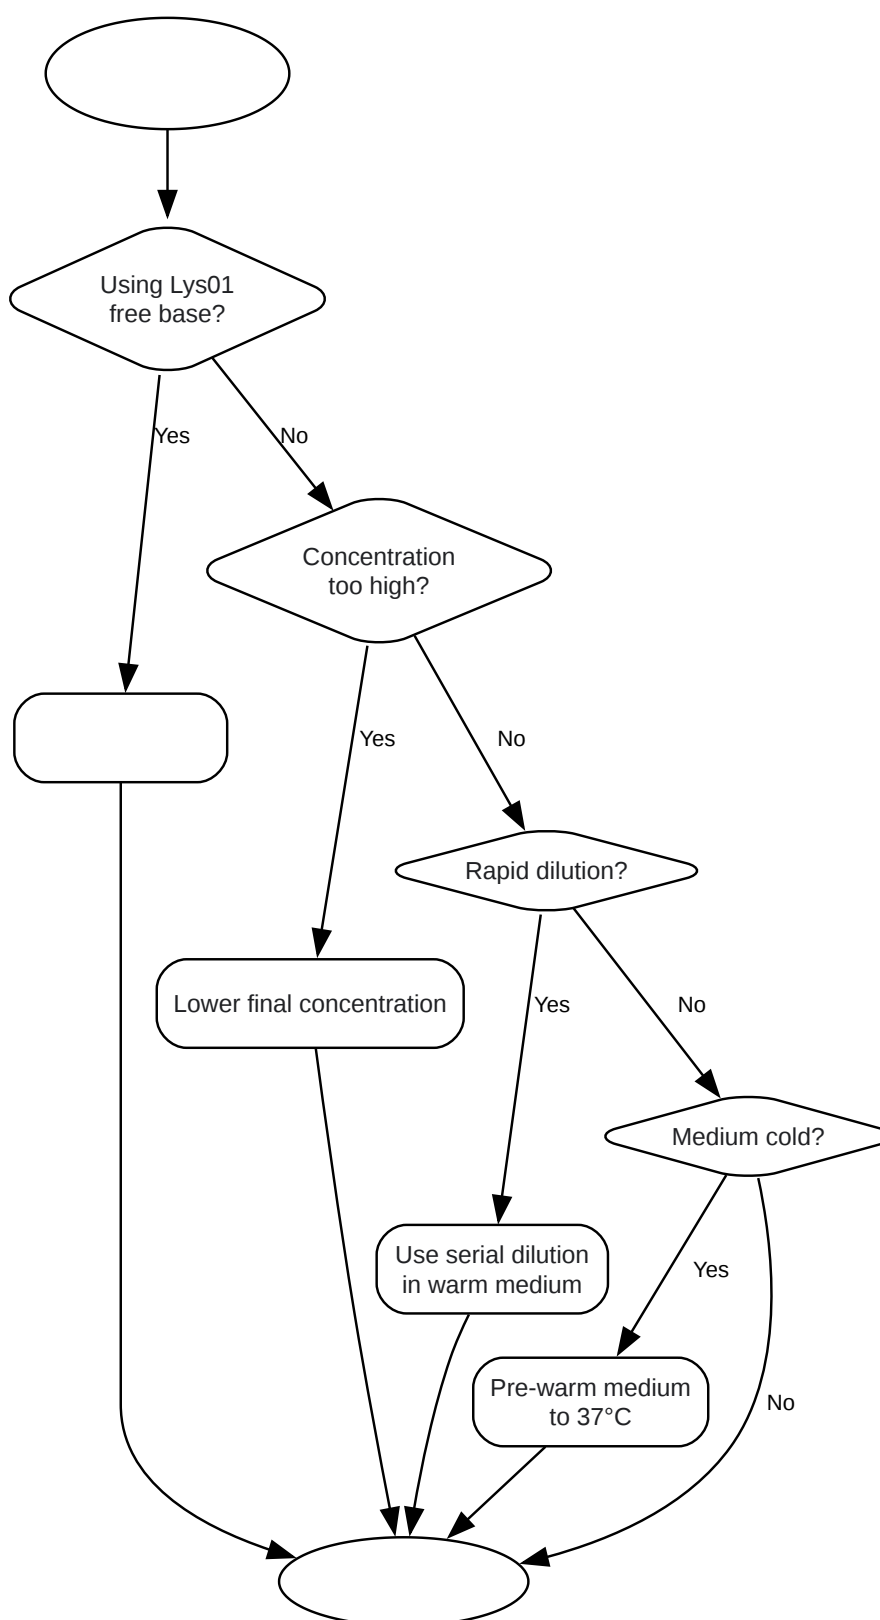 Using Lys01
free base?
Yes
No
Concentration
too high?
Yes
No
Rapid dilution?
Lower final concentration
Yes
No
Medium cold?
Use serial dilution
in warm medium
Yes
Pre-warm medium
to 37°C
No